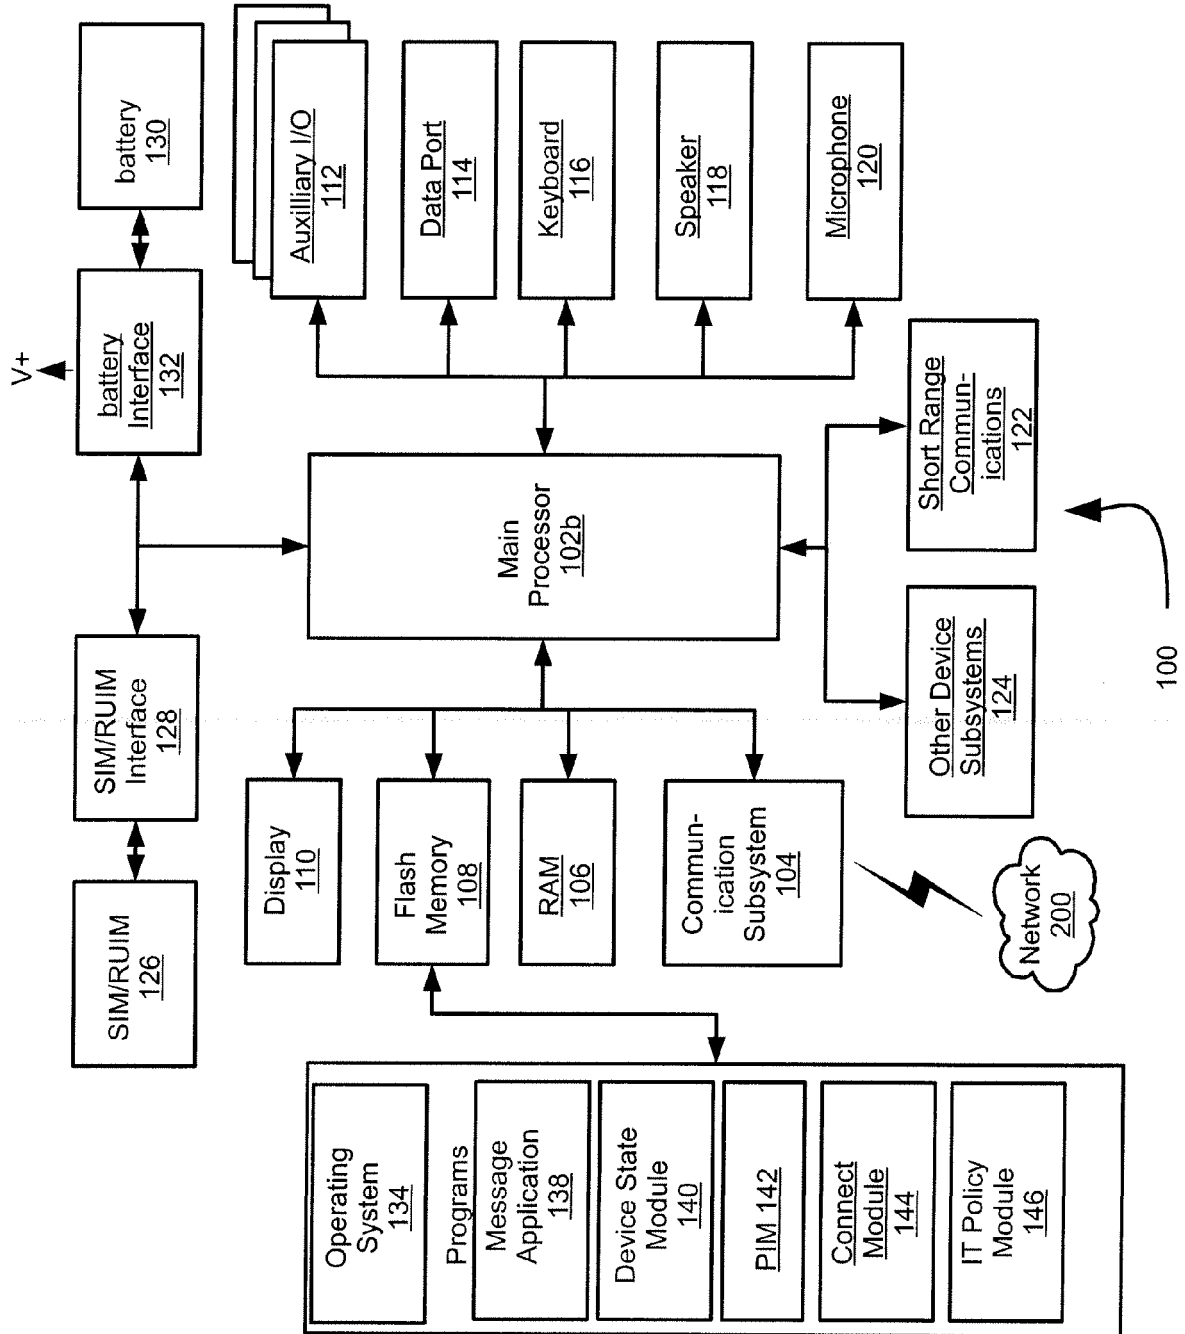 SIM/RUIM
126
SIM/RUIM
Interface
128
V+
battery
Interface
132
battery
130
Display
110
Flash
Memory
108
RAM
106
Commun-
ication
Subsystem
104
Network
200
Main
Processor
102b
Auxilliary I/O
112
Data Port
114
Keyboard
116
Speaker
118
Microphone
120
Short Range
Commun-
ications
122
Other Device
Subsystems
124
100
Operating
System
134
Programs
Message
Application
138
Device State
Module
140
PIM 142
Connect
Module
144
IT Policy
Module
146